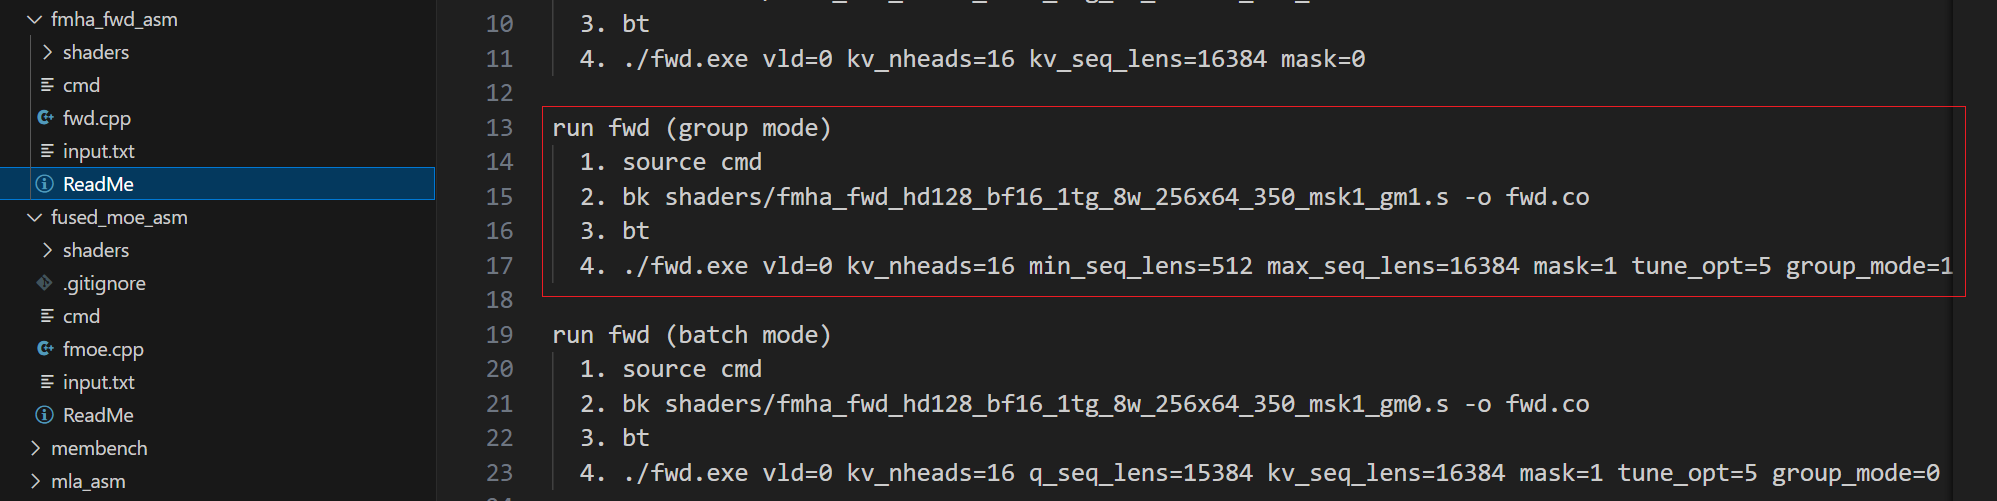 fmha_fwd_asm
shaders
cmd
fwd.cpp
input.txt
ReadMe
fused_moe_asm
shaders
.gitignore
cmd
fmoe.cpp
input.txt
ReadMe
membench
mla_asm
10 3. bt
11 4. ./fwd.exe vld=0 kv_nheads=16 kv_seq_lens=16384 mask=0
12
13 run fwd (group mode)
14 1. source cmd
15 2. bk shaders/fmha_fwd_hd128_bf16_1tg_8w_256x64_350_msk1_gm1.s -o fwd.co
16 3. bt
17 4. ./fwd.exe vld=0 kv_nheads=16 min_seq_lens=512 max_seq_lens=16384 mask=1 tune_opt=5 group_mode=1
18
19 run fwd (batch mode)
20 1. source cmd
21 2. bk shaders/fmha_fwd_hd128_bf16_1tg_8w_256x64_350_msk1_gm0.s -o fwd.co
22 3. bt
23 4. ./fwd.exe vld=0 kv_nheads=16 q_seq_lens=15384 kv_seq_lens=16384 mask=1 tune_opt=5 group_mode=0